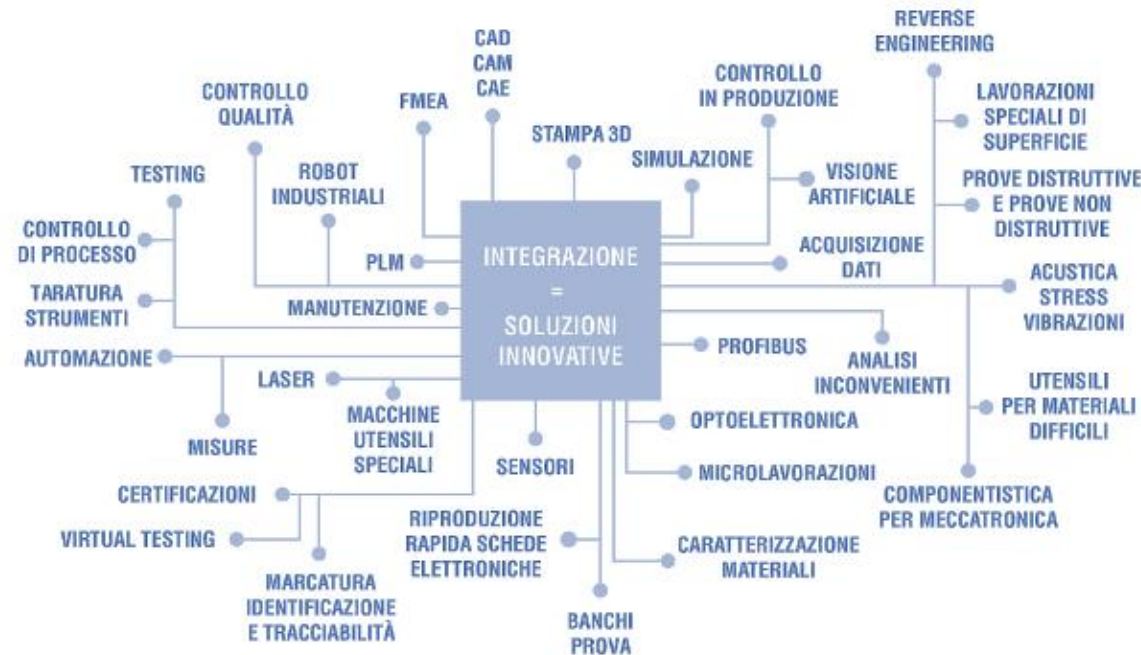 REVERSE
ENGINEERING
CAD
CAM
CAE
CONTROLLO
IN PRODUZIONE
CONTROLLO
QUALITÀ
FMEA
LAVORAZIONI
SPECIALI DI
SUPERFICIE
STAMPA 3D
SIMULAZIONE
TESTING
ROBOT
INDUSTRIALI
VISIONE
ARTIFICIALE
PROVE DISTRUTTIVE
E PROVE NON
DISTRUTTIVE
CONTROLLO
DI PROCESSO
PLM
INTEGRAZIONE
=
SOLUZIONI
INNOVATIVE
ACQUISIZIONE
DATI
ACUSTICA
STRESS
VIBRAZIONI
TARATURA
STRUMENTI
MANUTENZIONE
AUTOMAZIONE
PROFIBUS
ANALISI
INCONVENIENTI
LASER
MACCHINE
UTENSILI
SPECIALI
UTENSILI
PER MATERIALI
DIFFICILI
OPTOELETTRONICA
MISURE
SENSORI
MICROLAVORAZIONI
CERTIFICAZIONI
COMPONENTISTICA
PER MECCATRONICA
VIRTUAL TESTING
RIPRODUZIONE
RAPIDA SCHEDE
ELETTRONICHE
CARATTERIZZAZIONE
MATERIALI
MARCATURA
IDENTIFICAZIONE
E TRACCIABILITÀ
BANCHI
PROVA